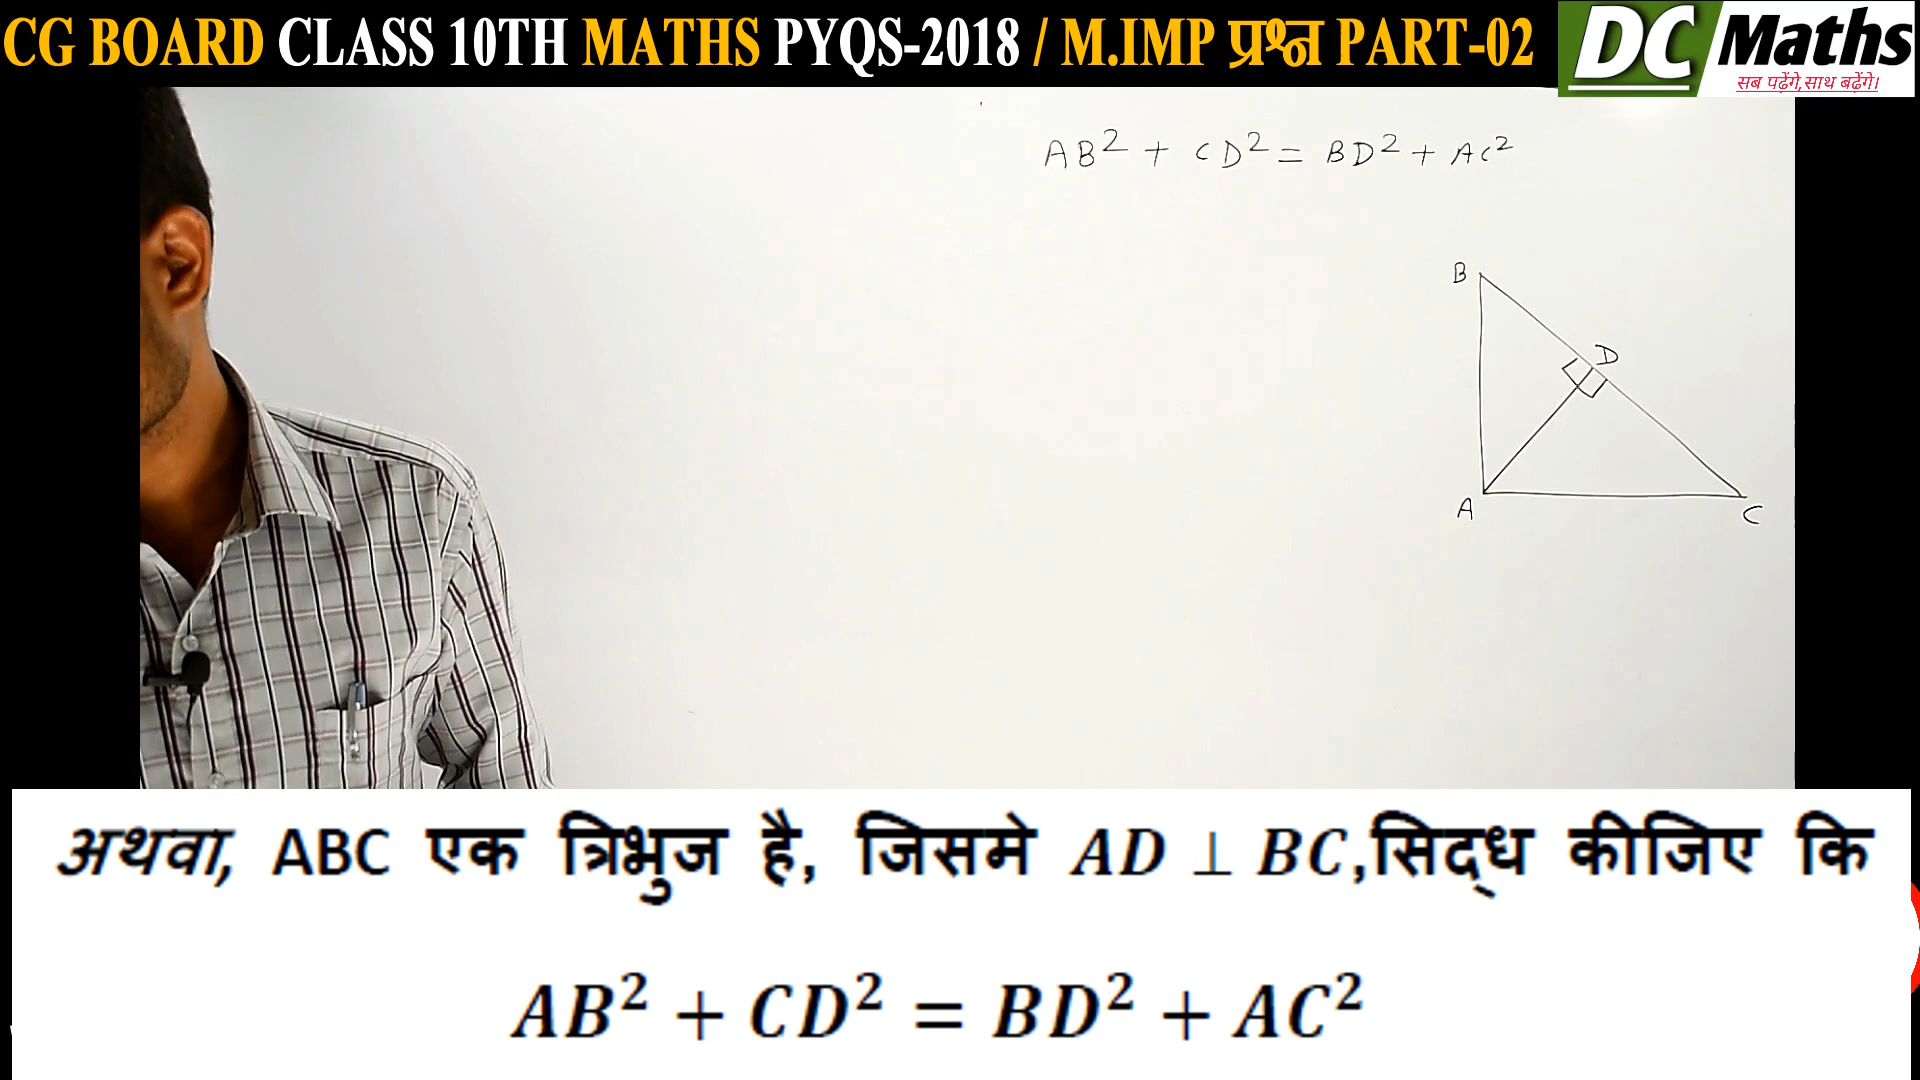 CG BOARD CLASS 10TH MATHS PYQS-2018 / M.IMP प्रश्न PART-02
DC Maths
सब पढ़ेंगे,साथ बढ़ेंगे।
AB² + CD² = BD² + AC²
B
D
A
C
अथवा, ABC एक त्रिभुज है, जिसमे AD ⊥ BC,सिद्ध कीजिए कि
AB² + CD² = BD² + AC²